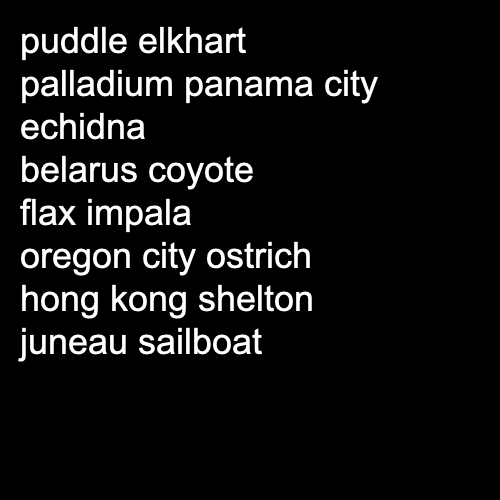 puddle elkhart
palladium panama city
echidna
belarus coyote
flax impala
oregon city ostrich
hong kong shelton
juneau sailboat